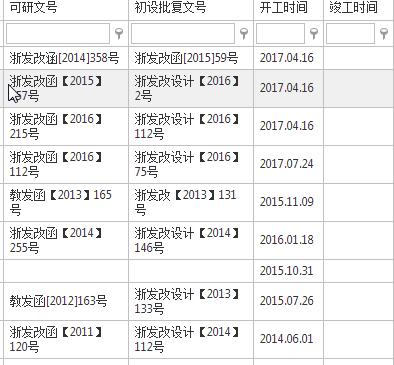 可研文号 初设批复文号 开工时间 竣工时间
浙发改函[2014]358号 浙发改函[2015]59号 2017.04.16
浙发改函【2015】 浙发改设计【2016】 2017.04.16
57号 2号
浙发改函【2016】 浙发改设计【2016】 2017.04.16
215号 112号
浙发改函【2016】 浙发改设计【2016】 2017.07.24
112号 75号
教发函【2013】165 浙发改【2013】131 2015.11.09
号 号
浙发改函【2014】 浙发改设计【2014】 2016.01.18
255号 146号
2015.10.31
教发函[2012]163号 浙发改设计【2013】 2015.07.26
133号
浙发改函【2011】 浙发改设计【2014】 2014.06.01
120号 112号